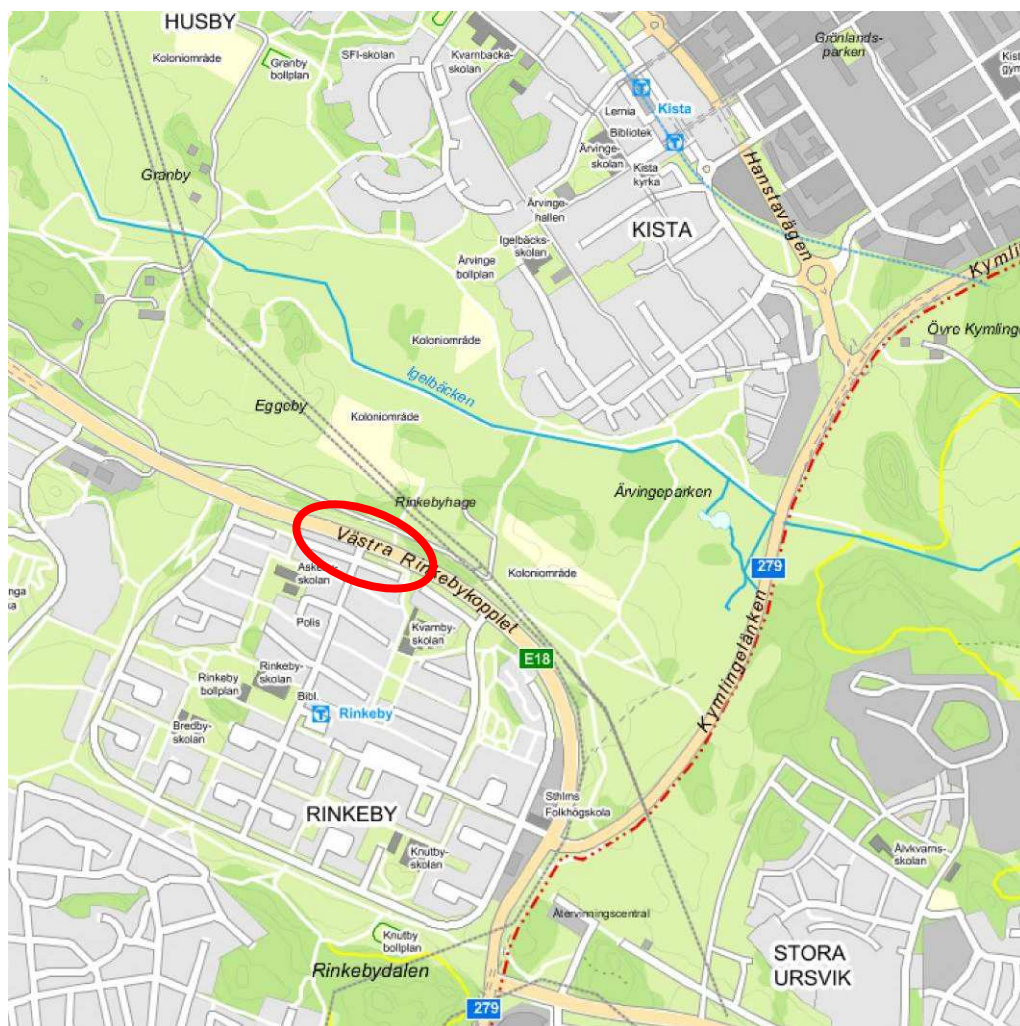 HUSBY
Koloniområde
Granby
bollplan
SFI-skolan
Kvarnbacka-
skolan
Grönlands-
parken
Kista
Lernia
Bibliotek
Ärvinge-
skolan
Kista
kyrka
Hanstavägen
Granby
Ärvinge-
hallen
Igelbäcks-
skolan
KISTA
Ärvinge
bollplan
Övre Kymlinge
Koloniområde
Igelbäcken
Eggeby
Koloniområde
Ärvingeparken
Rinkebyhage
Västra Rinkebykopplet
Koloniområde
279
Kymlingelänken
Polis
Kvarnby-
skolan
E18
Rinkeby
bollplan
Rinkeby-
skolan
Bibl.
Rinkeby
Bredby-
skolan
RINKEBY
Sthlms
Folkhögskola
Knutby-
skolan
Älvkvarns-
skolan
Återvinningscentral
Knutby
bollplan
Rinkebydalen
STORA
URSVIK
279